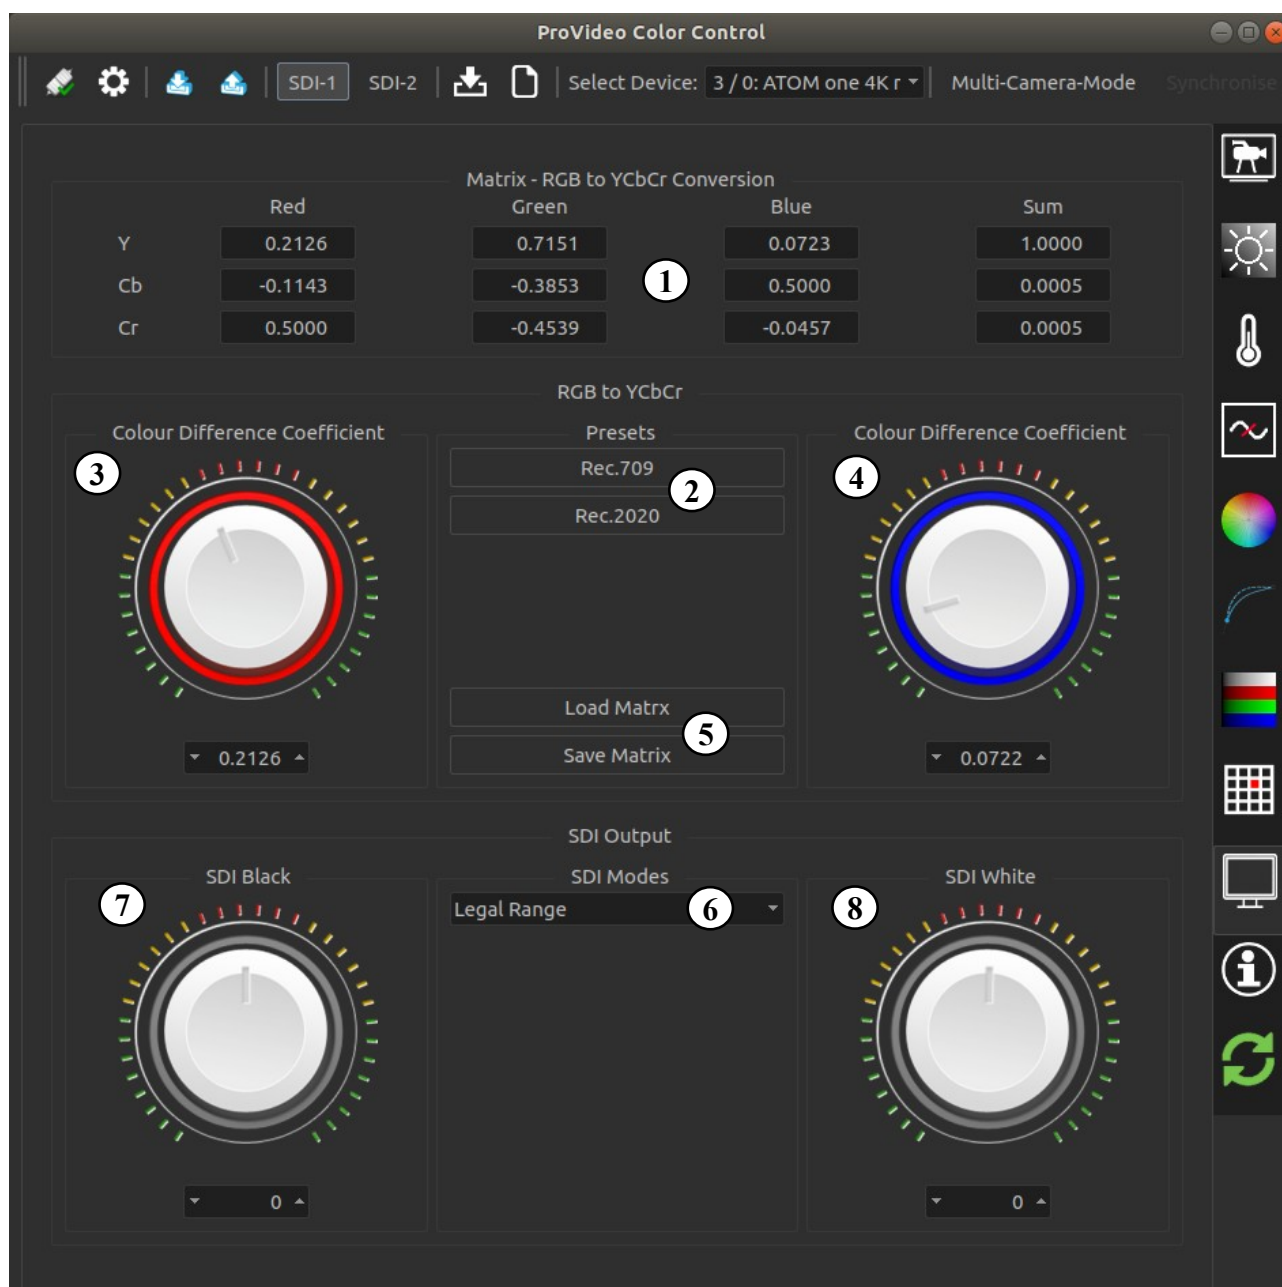 ProVideo Color Control
SDI-1 SDI-2 Select Device: 3 / 0: ATOM one 4K r Multi-Camera-Mode Synchronise
Matrix - RGB to YCbCr Conversion
Red Green Blue Sum
Y 0.2126 0.7151 0.0723 1.0000
Cb -0.1143 -0.3853 1 0.5000 0.0005
Cr 0.5000 -0.4539 -0.0457 0.0005
RGB to YCbCr
Colour Difference Coefficient Presets Colour Difference Coefficient
3 Rec.709 4
2
Rec.2020
Load Matrx
5
Save Matrix
0.2126 0.0722
SDI Output
SDI Black SDI Modes SDI White
7 Legal Range 6 8
0 0